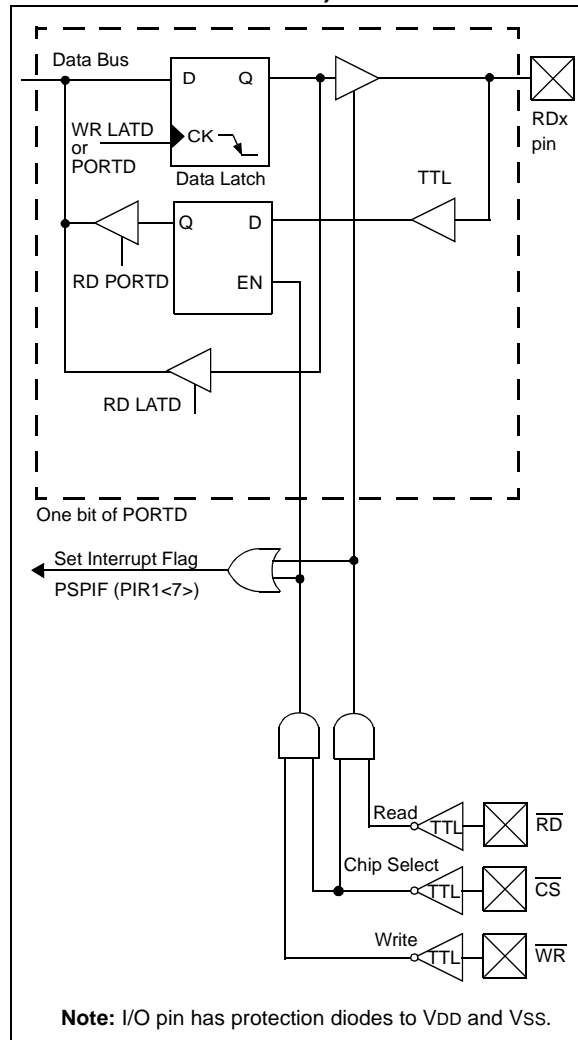 Data Bus
D Q
RDx
pin
WR LATD
or
PORTD
CK
Data Latch
TTL
Q D
RD PORTD
EN
RD LATD
One bit of PORTD
Set Interrupt Flag
PSPIF (PIR1<7>)
Read
TTL
RD
Chip Select
TTL
CS
Write
TTL
WR
Note: I/O pin has protection diodes to VDD and VSS.